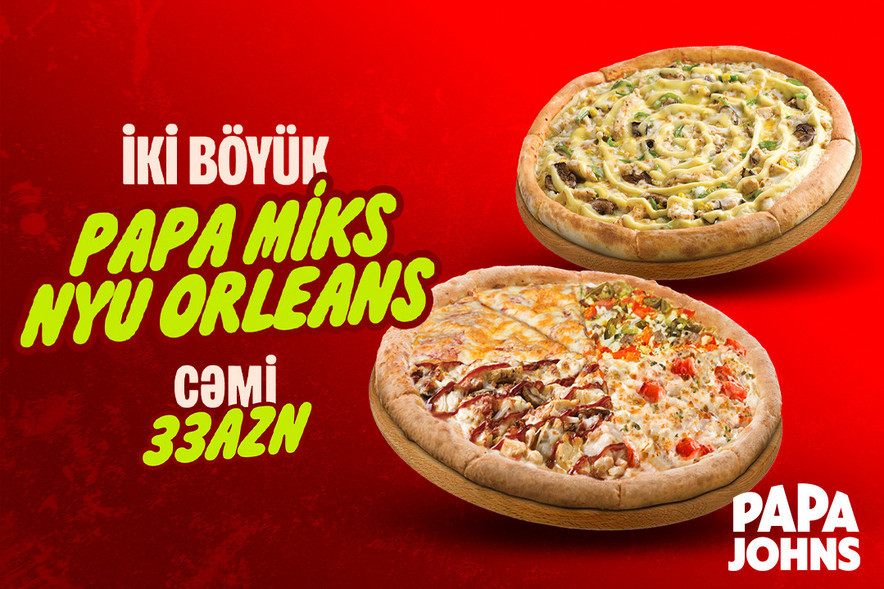 İKİ BÖYÜK
PAPA MİKS
NYU ORLEANS
CƏMİ
33AZN
PAPA
JOHNS